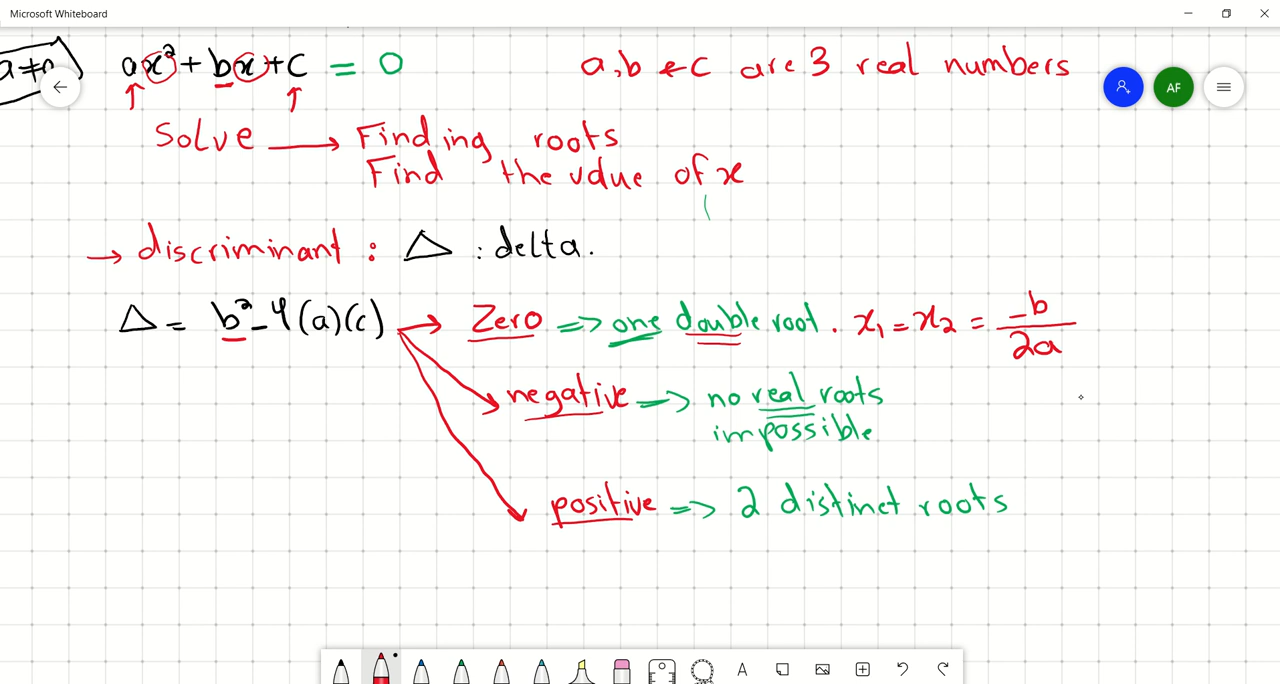 Microsoft Whiteboard
a≠0 ax²+bx+c = 0 a,b & c are 3 real numbers
AF
Solve → Finding roots
Find the value of x
→ discriminant : △ : delta.
△ = b²-4(a)(c) → Zero => one double root. x₁=x₂ = -b/2a
negative => no real roots
impossible
positive => 2 distinct roots
A